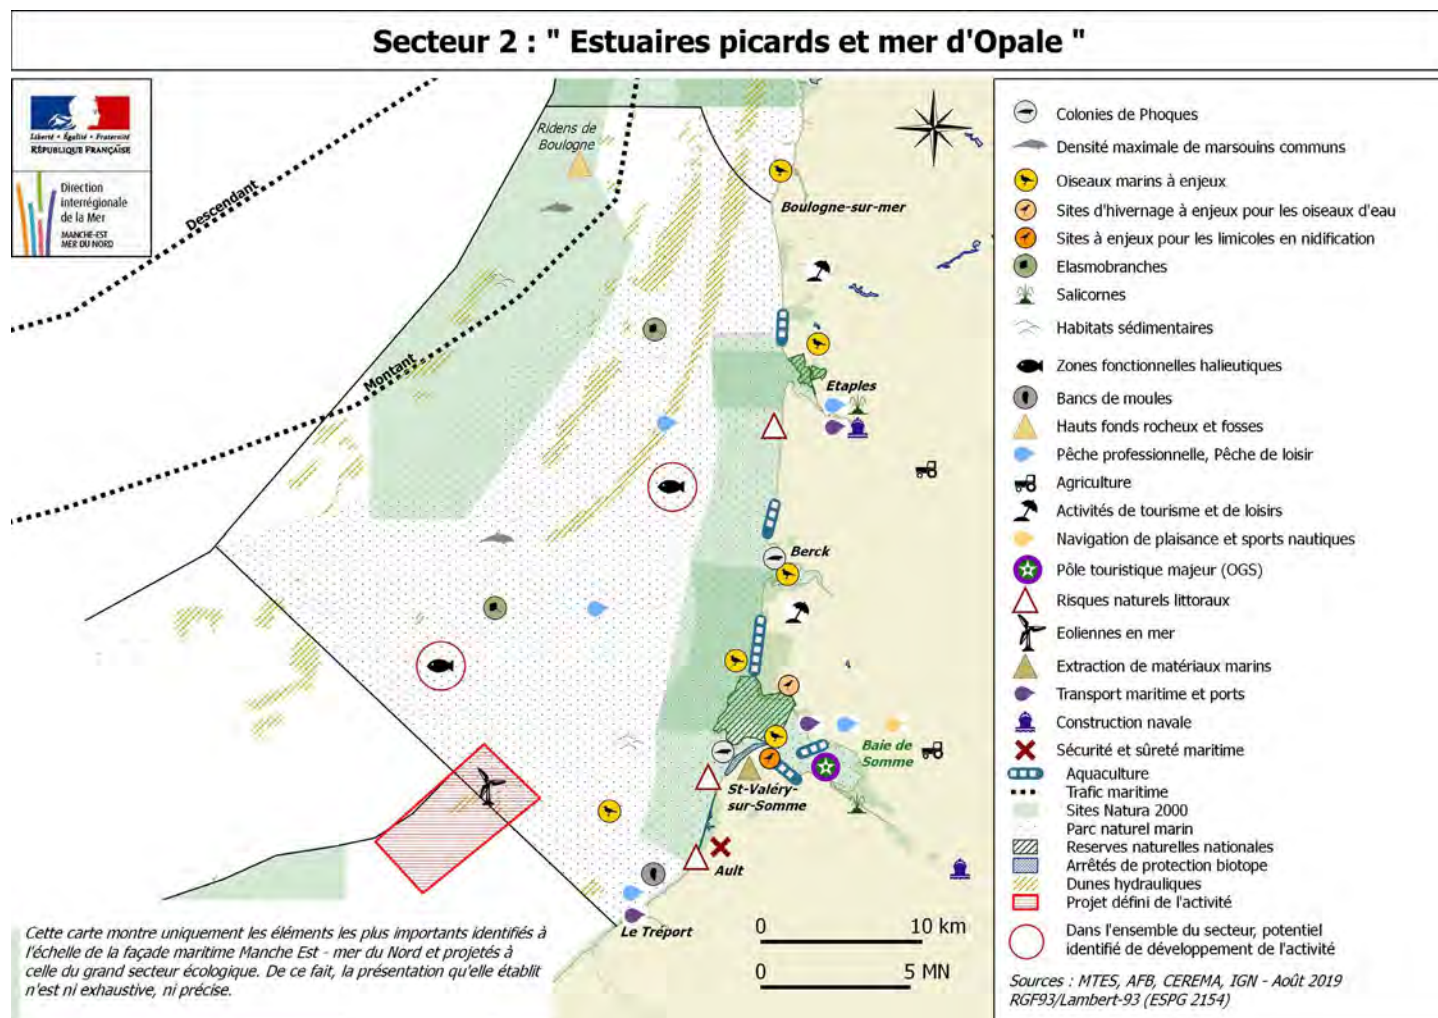 Secteur 2 : " Estuaires picards et mer d'Opale "
Liberté • Égalité • Fraternité
RÉPUBLIQUE FRANÇAISE
Direction
interrégionale
de la Mer
MANCHE-EST
MER DU NORD
Descendant
Montant
Ridens de
Boulogne
Boulogne-sur-mer
Etaples
Berck
Baie de
Somme
St-Valéry-
sur-Somme
Ault
Le Tréport
0 10 km
0 5 MN
Cette carte montre uniquement les éléments les plus importants identifiés à
l'échelle de la façade maritime Manche Est - mer du Nord et projetés à
celle du grand secteur écologique. De ce fait, la présentation qu'elle établit
n'est ni exhaustive, ni précise.
Colonies de Phoques
Densité maximale de marsouins communs
Oiseaux marins à enjeux
Sites d'hivernage à enjeux pour les oiseaux d'eau
Sites à enjeux pour les limicoles en nidification
Elasmobranches
Salicornes
Habitats sédimentaires
Zones fonctionnelles halieutiques
Bancs de moules
Hauts fonds rocheux et fosses
Pêche professionnelle, Pêche de loisir
Agriculture
Activités de tourisme et de loisirs
Navigation de plaisance et sports nautiques
Pôle touristique majeur (OGS)
Risques naturels littoraux
Eoliennes en mer
Extraction de matériaux marins
Transport maritime et ports
Construction navale
Sécurité et sûreté maritime
Aquaculture
Trafic maritime
Sites Natura 2000
Parc naturel marin
Reserves naturelles nationales
Arrêtés de protection biotope
Dunes hydrauliques
Projet défini de l'activité
Dans l'ensemble du secteur, potentiel
identifié de développement de l'activité
Sources : MTES, AFB, CEREMA, IGN - Août 2019
RGF93/Lambert-93 (ESPG 2154)